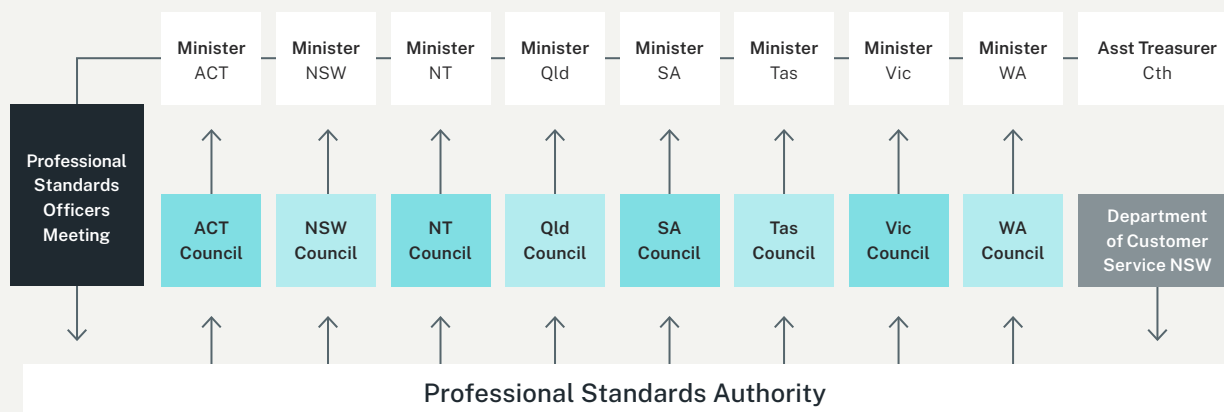 Minister
ACT
Minister
NSW
Minister
NT
Minister
Qld
Minister
SA
Minister
Tas
Minister
Vic
Minister
WA
Asst Treasurer
Cth
Professional
Standards
Officers
Meeting
ACT
Council
NSW
Council
NT
Council
Qld
Council
SA
Council
Tas
Council
Vic
Council
WA
Council
Department
of Customer
Service NSW
Professional Standards Authority